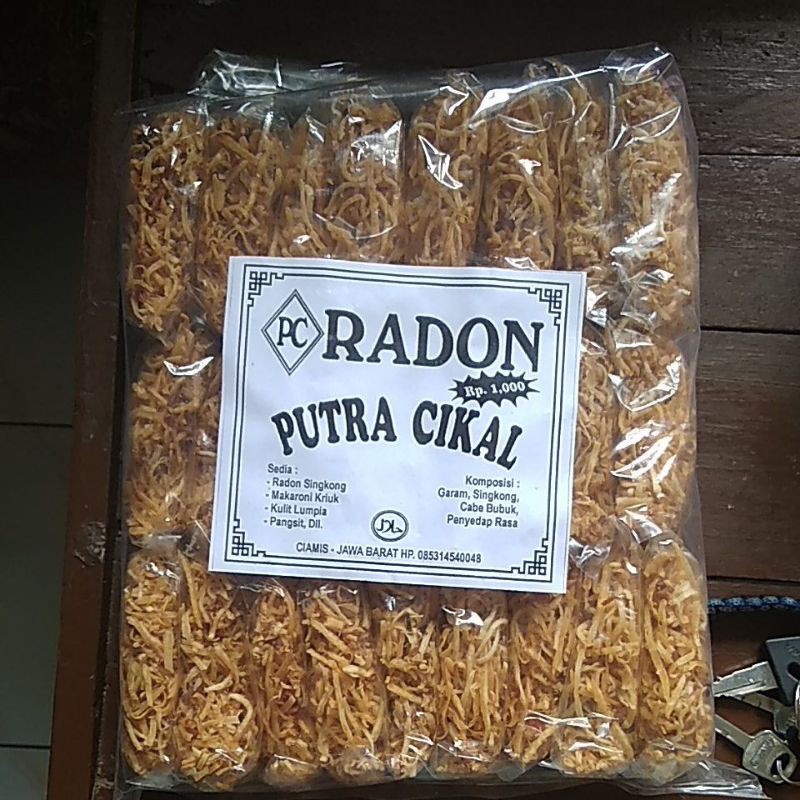 PC RADON
Rp. 1,000
PUTRA CIKAL
Sedia :
- Radon Singkong
- Makaroni Kriuk
- Kulit Lumpia
- Pangsit, Dll.
Komposisi :
Garam, Singkong,
Cabe Bubuk,
Penyedap Rasa
CIAMIS - JAWA BARAT HP. 085314540048